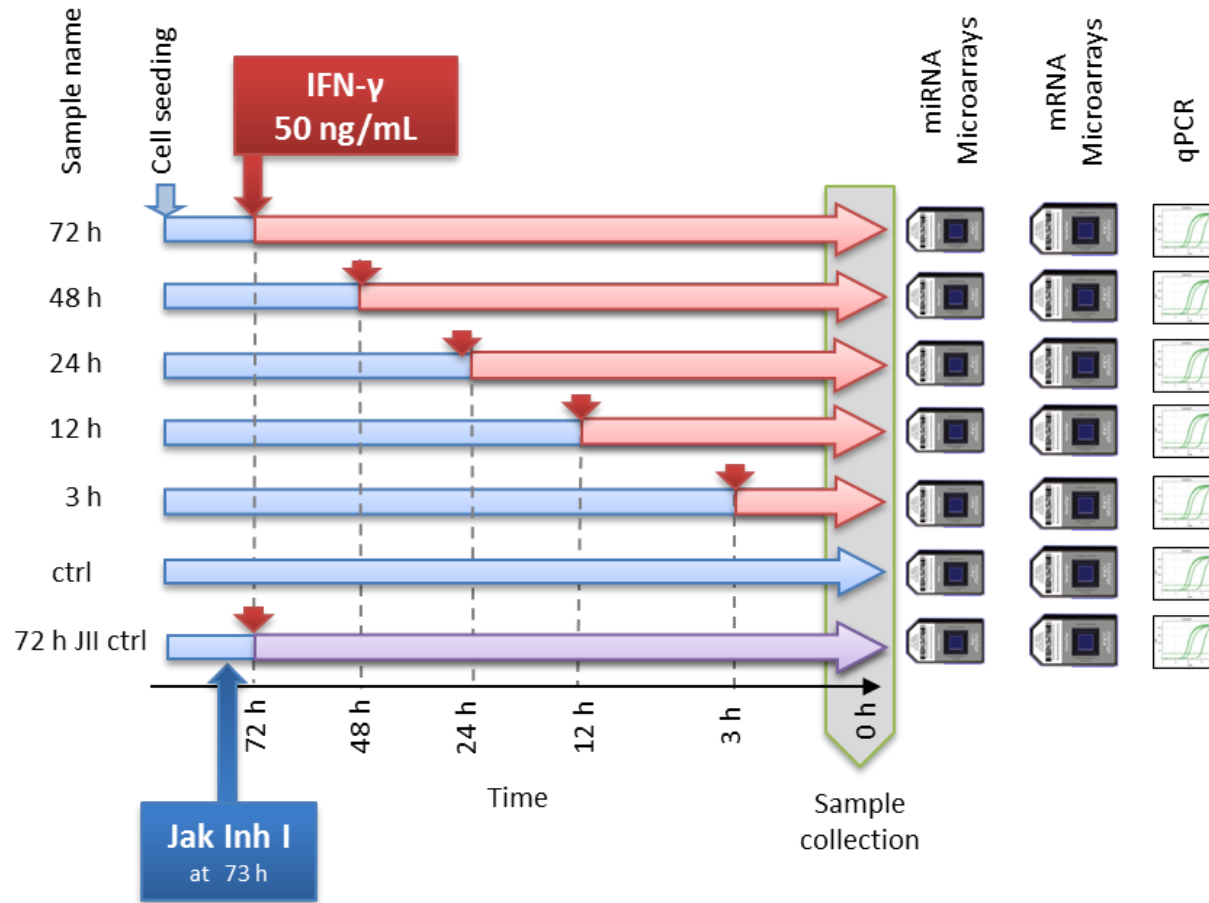 Sample name
Cell seeding
IFN-γ
50 ng/mL
miRNA
Microarrays
mRNA
Microarrays
qPCR
72 h
48 h
24 h
12 h
3 h
ctrl
72 h JII ctrl
72 h
48 h
24 h
12 h
3 h
0 h
Time
Sample
collection
Jak Inh I
at 73 h